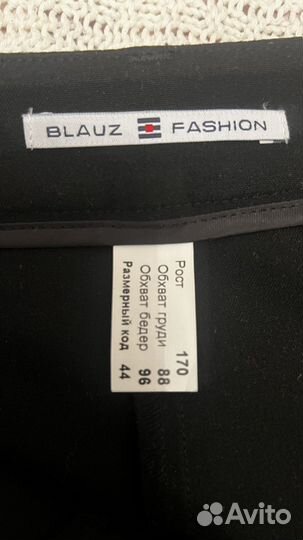 BLAUZ FASHION
Рост 170
Обхват груди 88
Обхват бедер 96
Размерный код 44
Avito